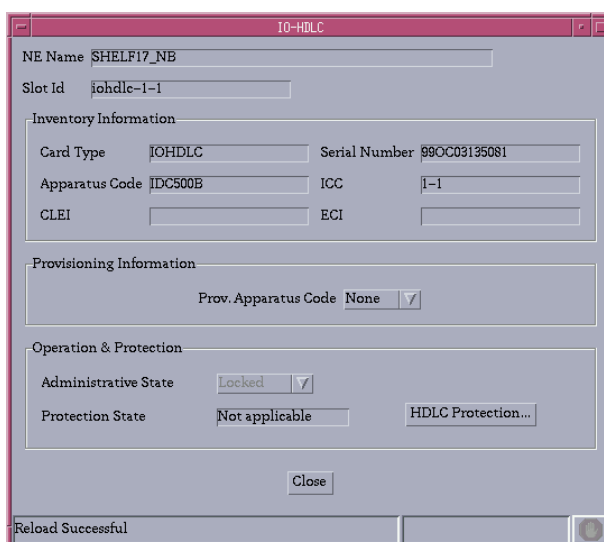 IO-HDLC
NE Name SHELF17_NB
Slot Id iohdlc-1-1
Inventory Information
Card Type IOHDLC Serial Number 99OC03135081
Apparatus Code IDC500B ICC 1-1
CLEI ECI
Provisioning Information
Prov. Apparatus Code None
Operation & Protection
Administrative State Locked
Protection State Not applicable HDLC Protection...
Close
Reload Successful